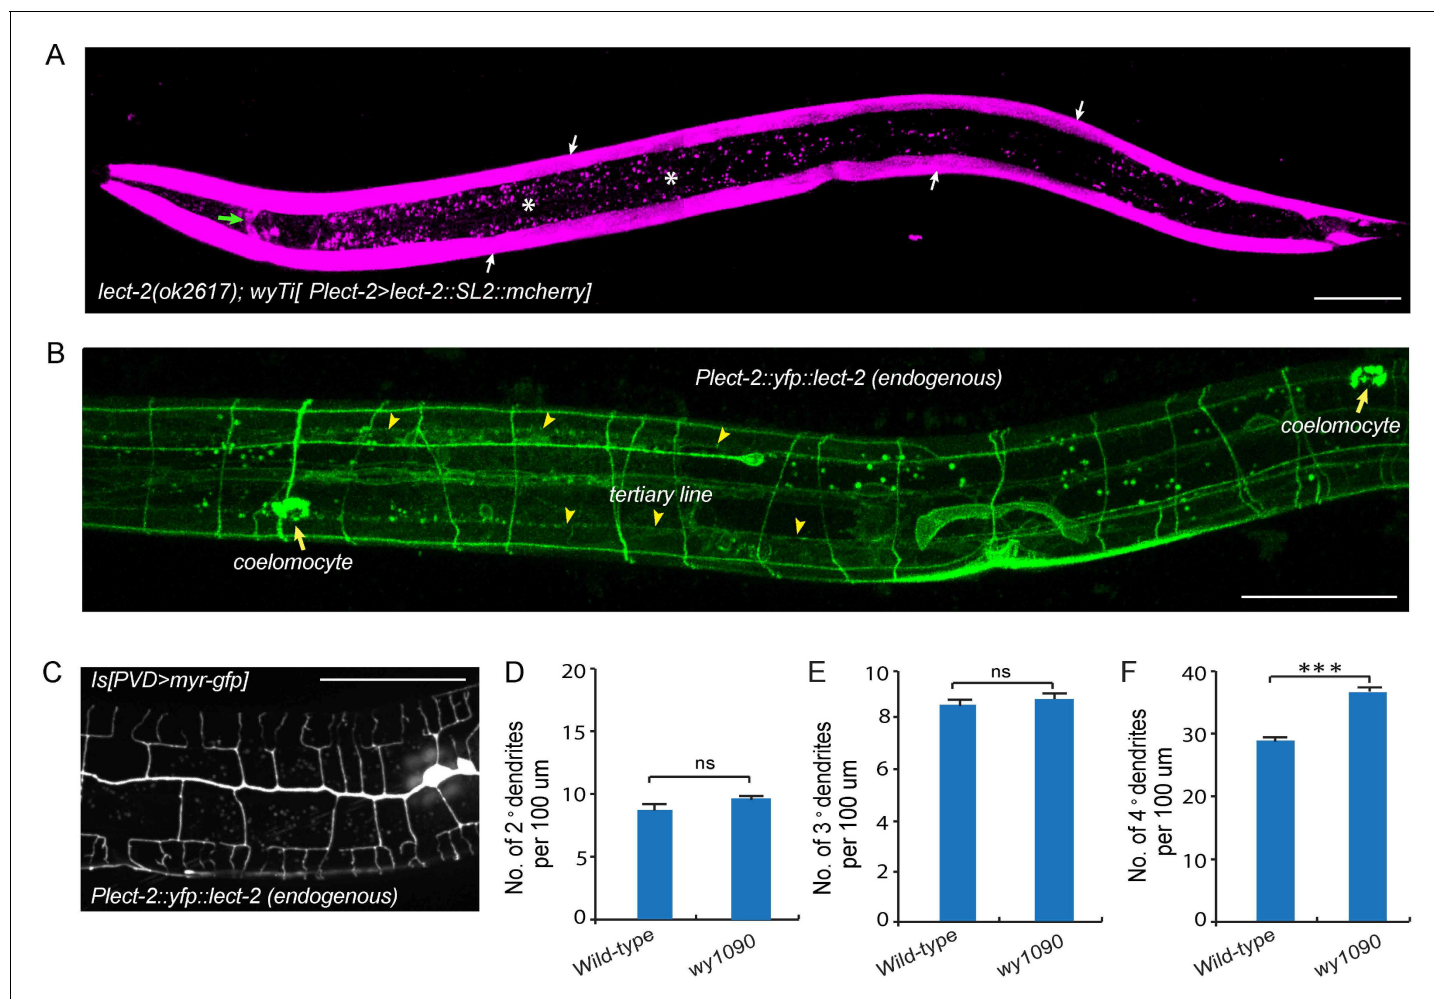 A
*
*
lect-2(ok2617); wyTi[ Plect-2>lect-2::SL2::mcherry]
B
Plect-2::yfp::lect-2 (endogenous)
coelomocyte
tertiary line
coelomocyte
C
Is[PVD>myr-gfp]
Plect-2::yfp::lect-2 (endogenous)
D
No. of 2° dendrites
per 100 um
20
15
10
5
0
ns
Wild-type
wy1090
E
No. of 3° dendrites
per 100 um
10
8
6
4
2
0
ns
Wild-type
wy1090
F
No. of 4° dendrites
per 100 um
40
30
20
10
0
***
Wild-type
wy1090